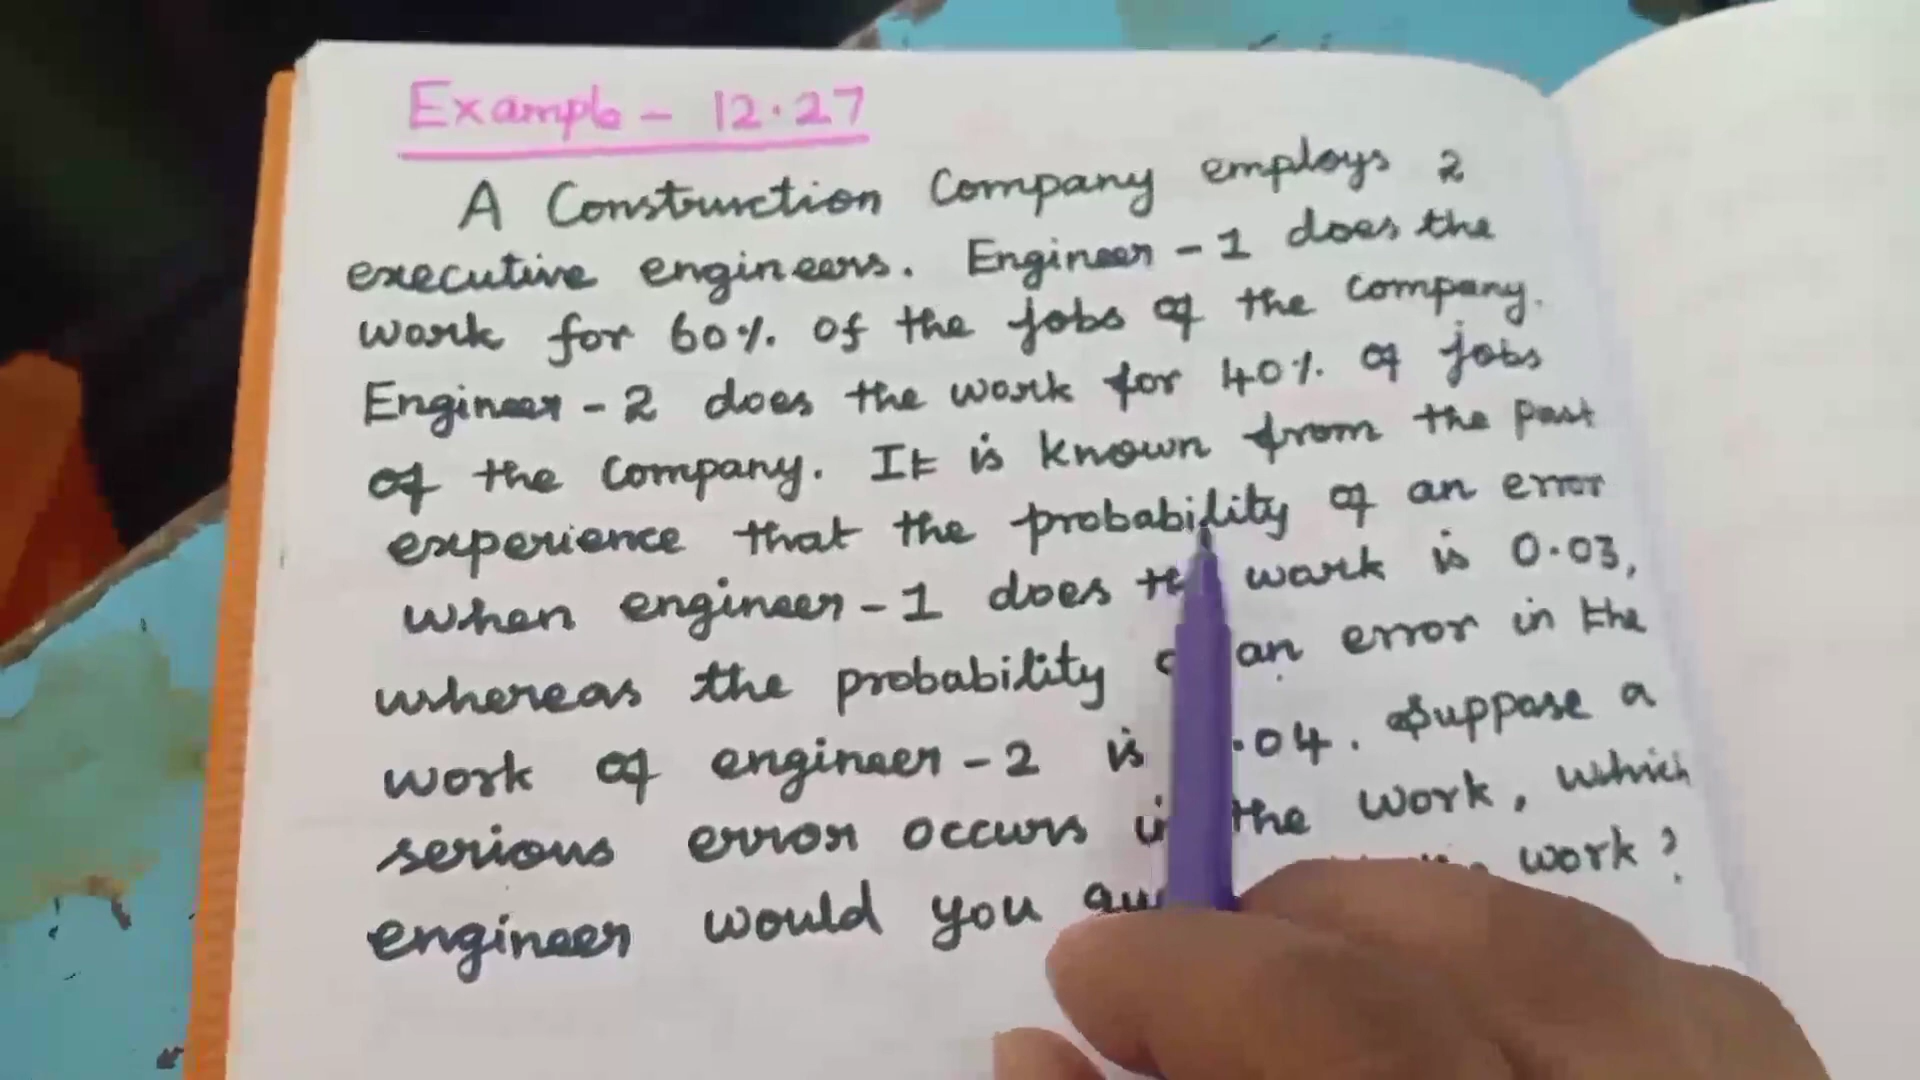 Example - 12.27
A Construction Company employs 2
executive engineers. Engineer - 1 does the
work for 60% of the jobs of the company.
Engineer - 2 does the work for 40% of jobs
of the company. It is known from the past
experience that the probability of an error
when engineer - 1 does work is 0.03,
whereas the probability an error in the
work of engineer - 2 is .04. Suppose a
serious error occurs the work, which
engineer would you work?